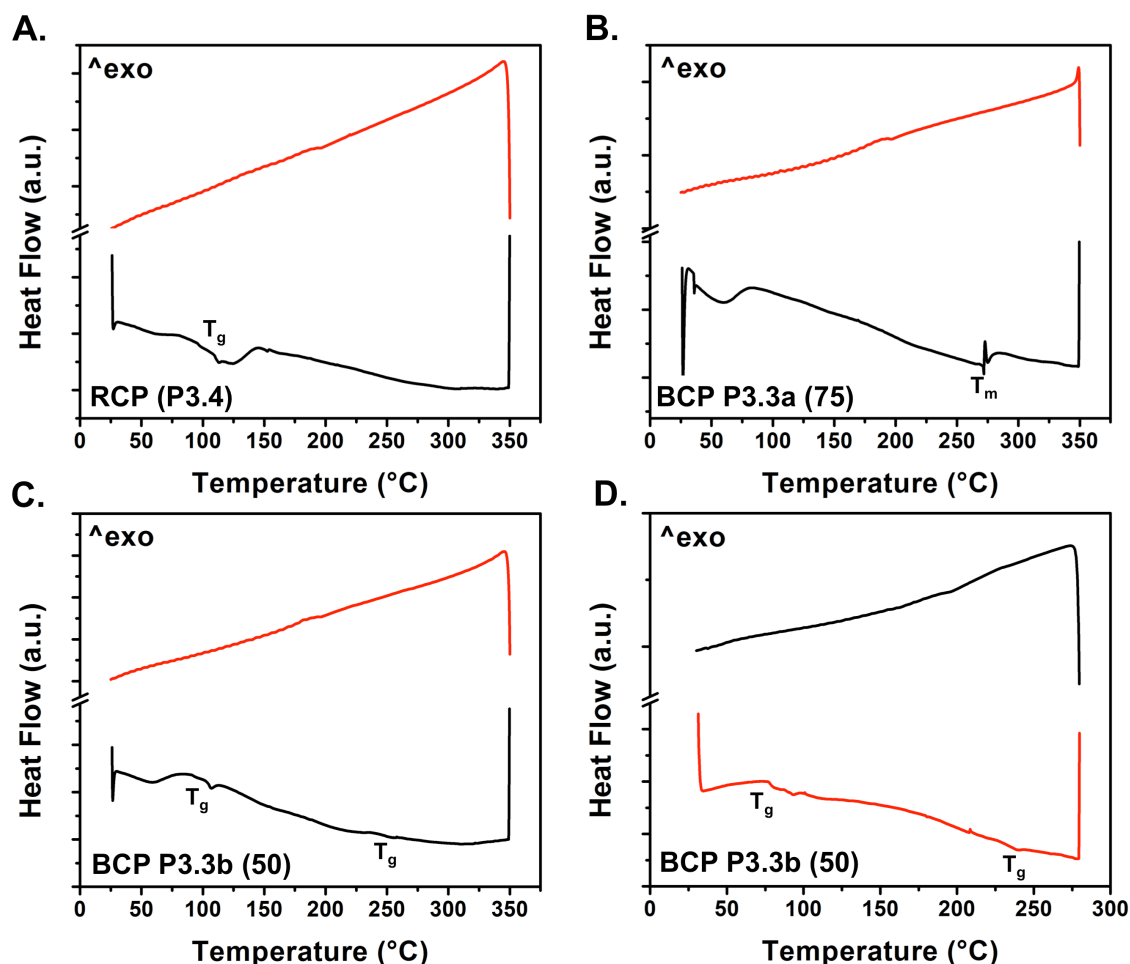 A.
^exo
Heat Flow (a.u.)
Tg
RCP (P3.4)
0 50 100 150 200 250 300 350
Temperature (°C)
B.
^exo
Heat Flow (a.u.)
Tm
BCP P3.3a (75)
0 50 100 150 200 250 300 350
Temperature (°C)
C.
^exo
Heat Flow (a.u.)
Tg
Tg
BCP P3.3b (50)
0 50 100 150 200 250 300 350
Temperature (°C)
D.
^exo
Heat Flow (a.u.)
Tg
Tg
BCP P3.3b (50)
0 50 100 150 200 250 300
Temperature (°C)